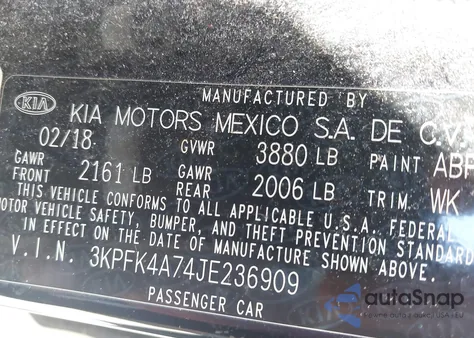 MANUFACTURED BY
KIA KIA MOTORS MEXICO S.A. DE C.V.
02/18 GVWR 3880 LB PAINT
GAWR FRONT 2161 LB GAWR REAR 2006 LB TRIM. WK
THIS VEHICLE CONFORMS TO ALL APPLICABLE U.S.A. FEDERAL
MOTOR VEHICLE SAFETY, BUMPER, AND THEFT PREVENTION STANDARD
IN EFFECT ON THE DATE OF MANUFACTURE SHOWN ABOVE.
V.I.N. 3KPFK4A74JE236909
PASSENGER CAR
autoSnap